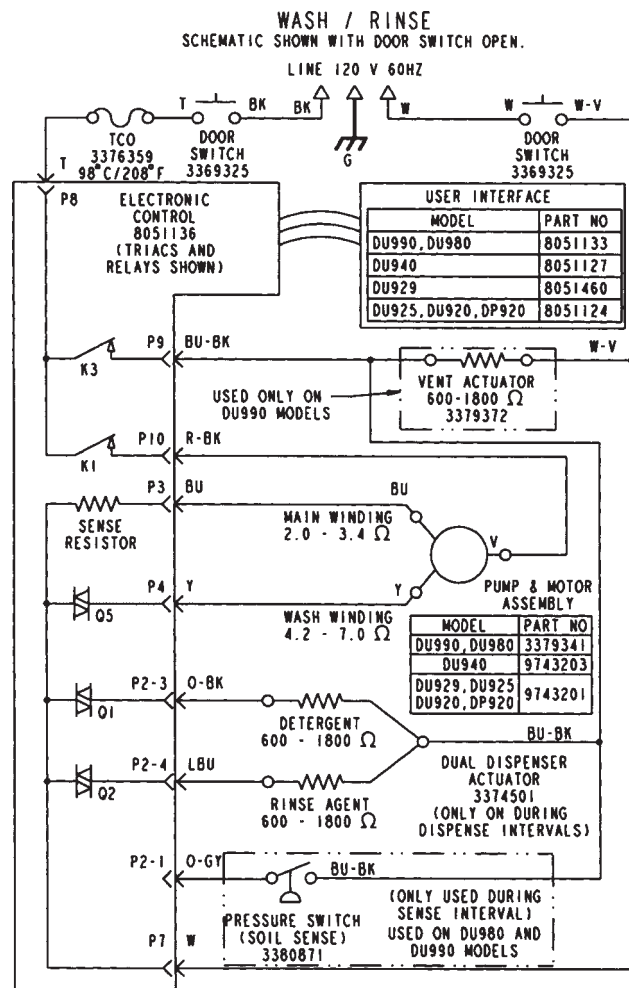 WASH / RINSE
SCHEMATIC SHOWN WITH DOOR SWITCH OPEN.
LINE 120 V 60HZ
T BK BK W W W-V
G
TCO
3376359
98°C/208°F
DOOR
SWITCH
3369325
DOOR
SWITCH
3369325
T
P8
ELECTRONIC
CONTROL
8051136
(TRIACS AND
RELAYS SHOWN)
USER INTERFACE
MODEL PART NO
DU990,DU980 8051133
DU940 8051127
DU929 8051460
DU925,DU920,DP920 8051124
P9 BU-BK
W-V
K3
USED ONLY ON
DU990 MODELS
VENT ACTUATOR
600-1800 Ω
3379372
P10 R-BK
K1
P3 BU
BU
SENSE
RESISTOR
MAIN WINDING
2.0 - 3.4 Ω
V
P4 Y
Y
Q5
WASH WINDING
4.2 - 7.0 Ω
PUMP & MOTOR
ASSEMBLY
MODEL PART NO
DU990,DU980 3379341
DU940 9743203
DU929,DU925
DU920,DP920 9743201
P2-3 O-BK
Q1
DETERGENT
600 - 1800 Ω
BU-BK
P2-4 LBU
Q2
RINSE AGENT
600 - 1800 Ω
DUAL DISPENSER
ACTUATOR
3374501
(ONLY ON DURING
DISPENSE INTERVALS)
P2-1 O-GY
BU-BK
PRESSURE SWITCH
(SOIL SENSE)
3380871
(ONLY USED DURING
SENSE INTERVAL)
USED ON DU980 AND
DU990 MODELS
P7 W